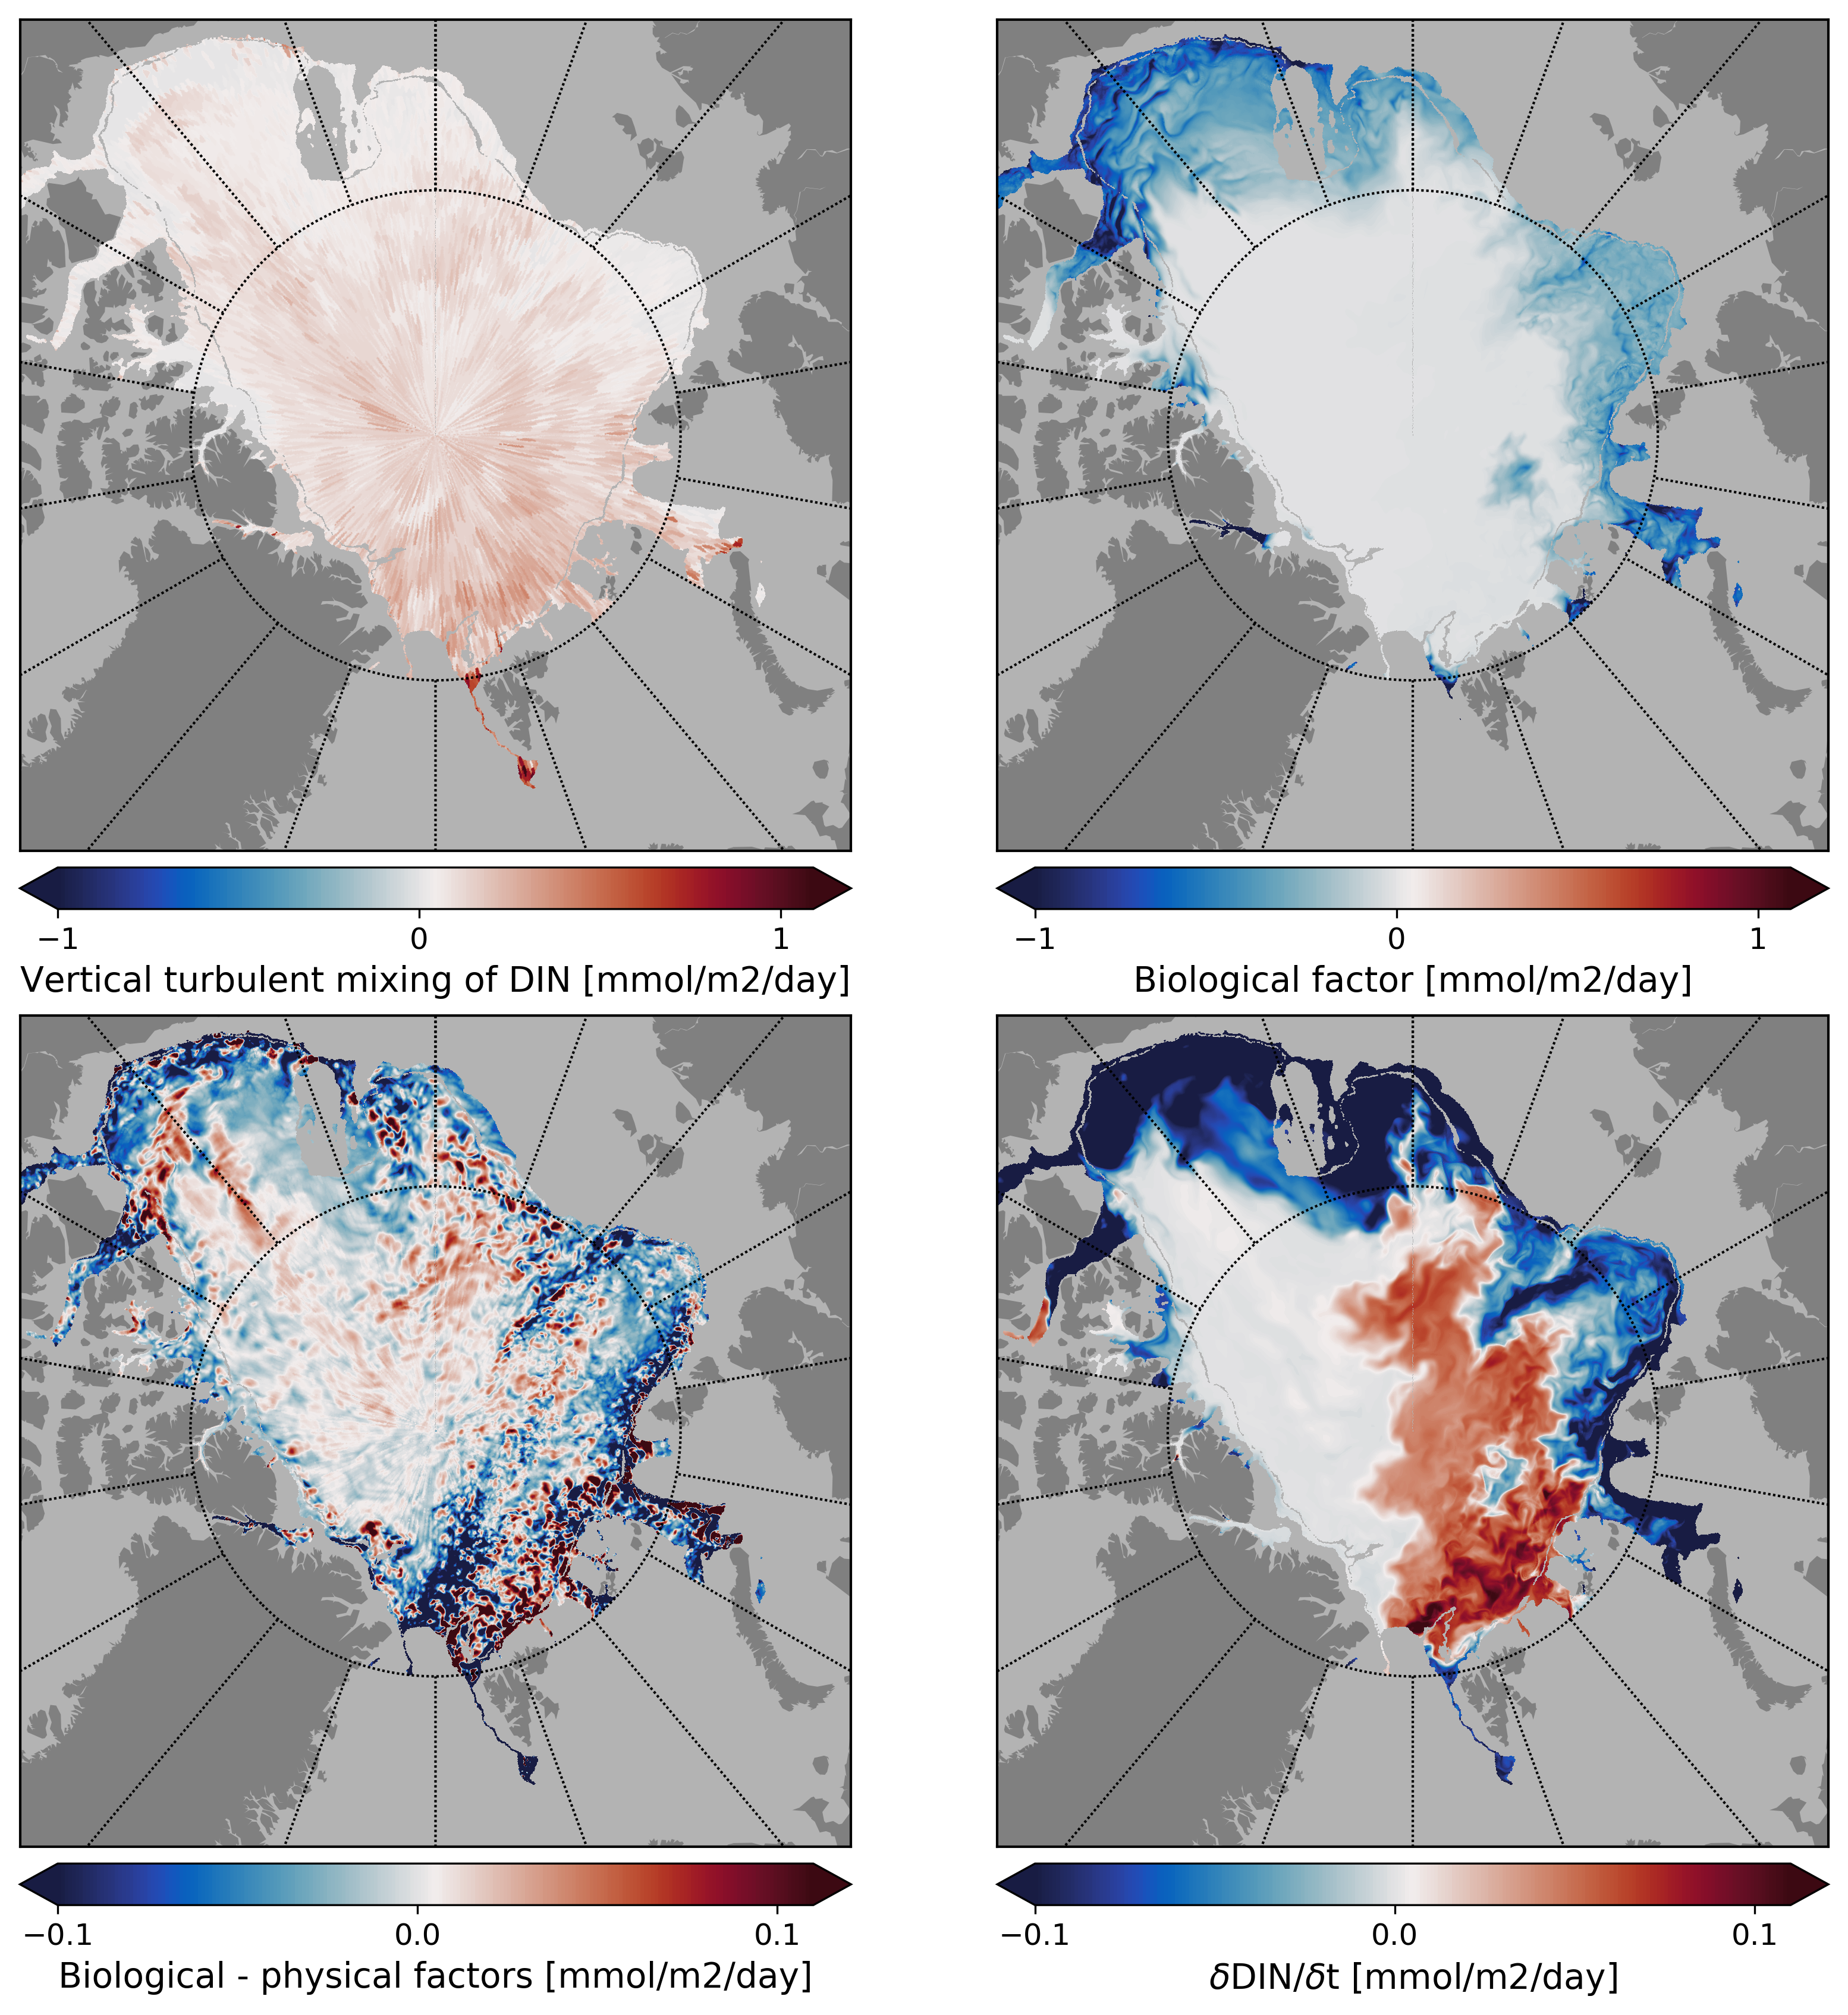 −1 0 1
−1 0 1
Vertical turbulent mixing of DIN [mmol/m2/day]
Biological factor [mmol/m2/day]
−0.1 0.0 0.1
−0.1 0.0 0.1
Biological - physical factors [mmol/m2/day]
δDIN/δt [mmol/m2/day]